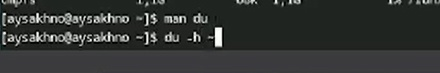 [aysakhno@aysakhno ~]$ man du
[aysakhno@aysakhno ~]$ du -h ~